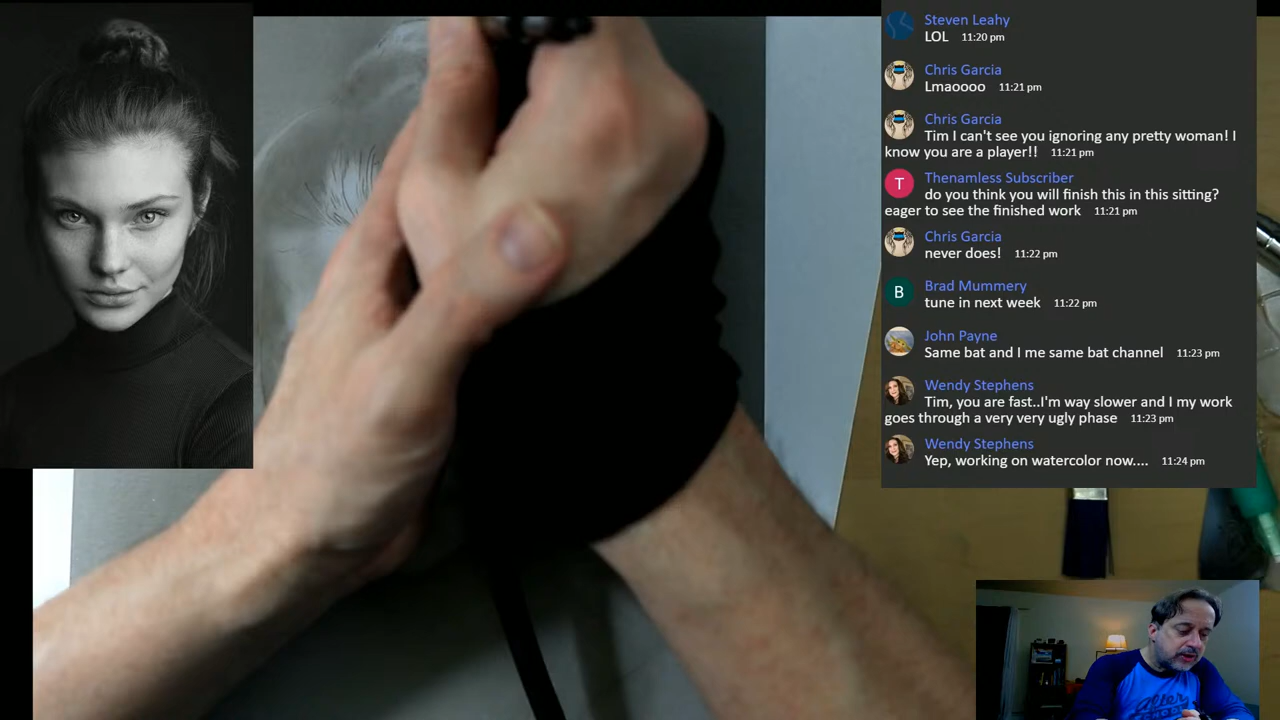 Steven Leahy
LOL 11:20 pm
Chris Garcia
Lmaoooo 11:21 pm
Chris Garcia
Tim I can't see you ignoring any pretty woman! I
know you are a player!! 11:21 pm
T
Thenamless Subscriber
do you think you will finish this in this sitting?
eager to see the finished work 11:21 pm
Chris Garcia
never does! 11:22 pm
B
Brad Mummery
tune in next week 11:22 pm
John Payne
Same bat and I me same bat channel 11:23 pm
Wendy Stephens
Tim, you are fast..I'm way slower and I my work
goes through a very very ugly phase 11:23 pm
Wendy Stephens
Yep, working on watercolor now.... 11:24 pm